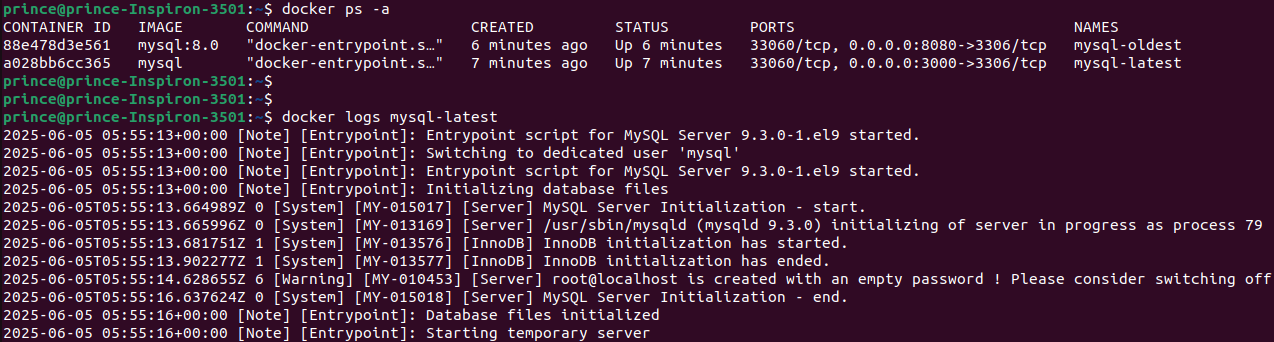 prince@prince-Inspiron-3501:~$ docker ps -a
CONTAINER ID   IMAGE       COMMAND                  CREATED         STATUS         PORTS                               NAMES
88e478d3e561   mysql:8.0   "docker-entrypoint.s…"   6 minutes ago   Up 6 minutes   33060/tcp, 0.0.0.0:8080->3306/tcp   mysql-oldest
a028bb6cc365   mysql       "docker-entrypoint.s…"   7 minutes ago   Up 7 minutes   33060/tcp, 0.0.0.0:3000->3306/tcp   mysql-latest
prince@prince-Inspiron-3501:~$
prince@prince-Inspiron-3501:~$
prince@prince-Inspiron-3501:~$ docker logs mysql-latest
2025-06-05 05:55:13+00:00 [Note] [Entrypoint]: Entrypoint script for MySQL Server 9.3.0-1.el9 started.
2025-06-05 05:55:13+00:00 [Note] [Entrypoint]: Switching to dedicated user 'mysql'
2025-06-05 05:55:13+00:00 [Note] [Entrypoint]: Entrypoint script for MySQL Server 9.3.0-1.el9 started.
2025-06-05 05:55:13+00:00 [Note] [Entrypoint]: Initializing database files
2025-06-05T05:55:13.664989Z 0 [System] [MY-015017] [Server] MySQL Server Initialization - start.
2025-06-05T05:55:13.665996Z 0 [System] [MY-013169] [Server] /usr/sbin/mysqld (mysqld 9.3.0) initializing of server in progress as process 79
2025-06-05T05:55:13.681751Z 1 [System] [MY-013576] [InnoDB] InnoDB initialization has started.
2025-06-05T05:55:13.902277Z 1 [System] [MY-013577] [InnoDB] InnoDB initialization has ended.
2025-06-05T05:55:14.628655Z 6 [Warning] [MY-010453] [Server] root@localhost is created with an empty password ! Please consider switching off
2025-06-05T05:55:16.637624Z 0 [System] [MY-015018] [Server] MySQL Server Initialization - end.
2025-06-05 05:55:16+00:00 [Note] [Entrypoint]: Database files initialized
2025-06-05 05:55:16+00:00 [Note] [Entrypoint]: Starting temporary server